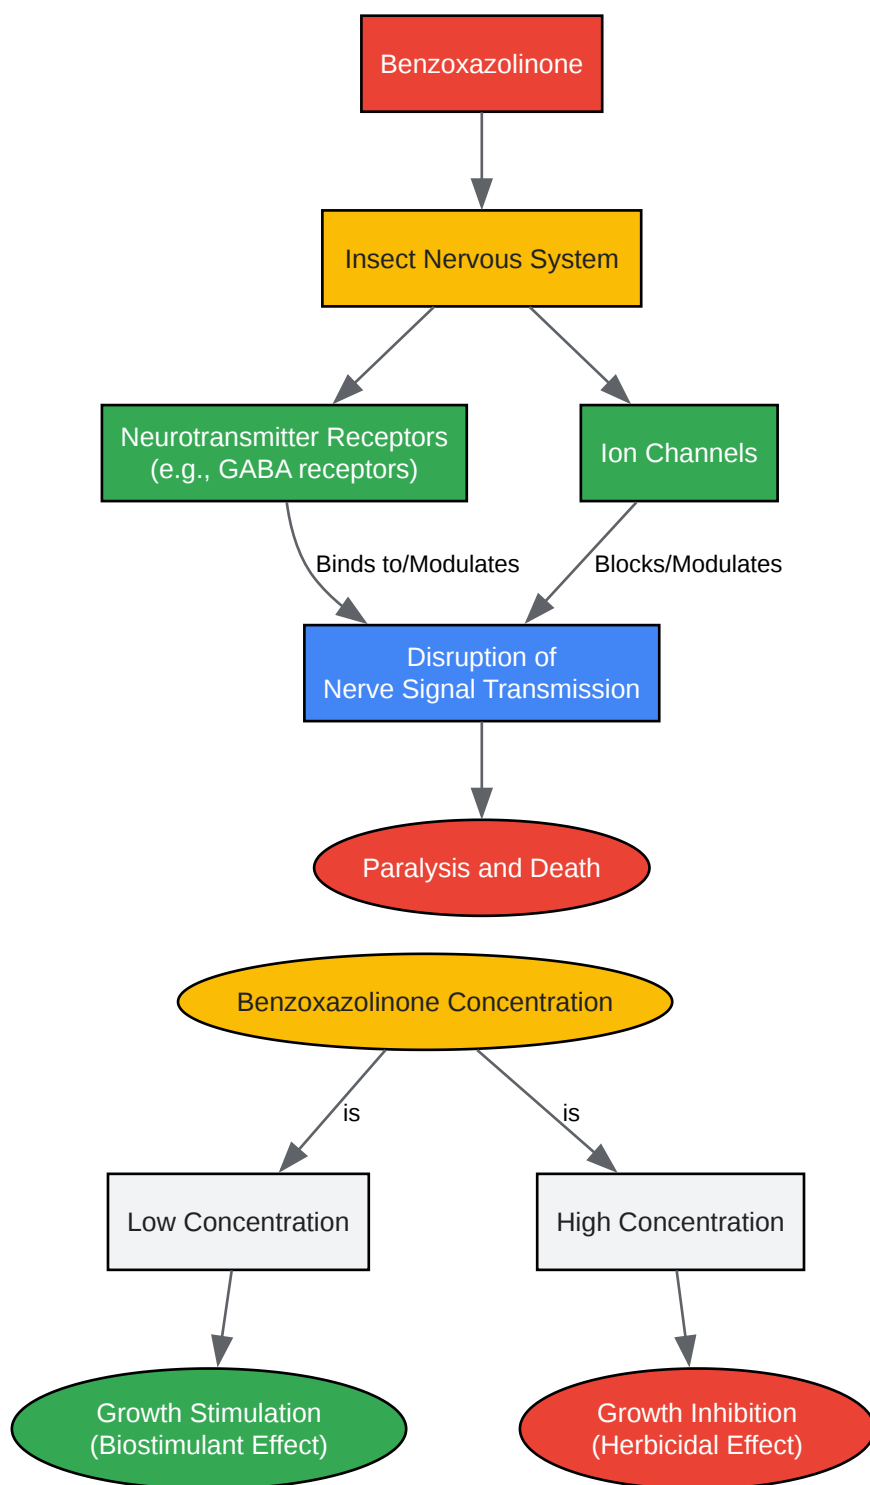 Benzoxazolinone
Insect Nervous System
Neurotransmitter Receptors
(e.g., GABA receptors)
Ion Channels
Binds to/Modulates
Blocks/Modulates
Disruption of
Nerve Signal Transmission
Paralysis and Death
Benzoxazolinone Concentration
is
is
Low Concentration
High Concentration
Growth Stimulation
(Biostimulant Effect)
Growth Inhibition
(Herbicidal Effect)